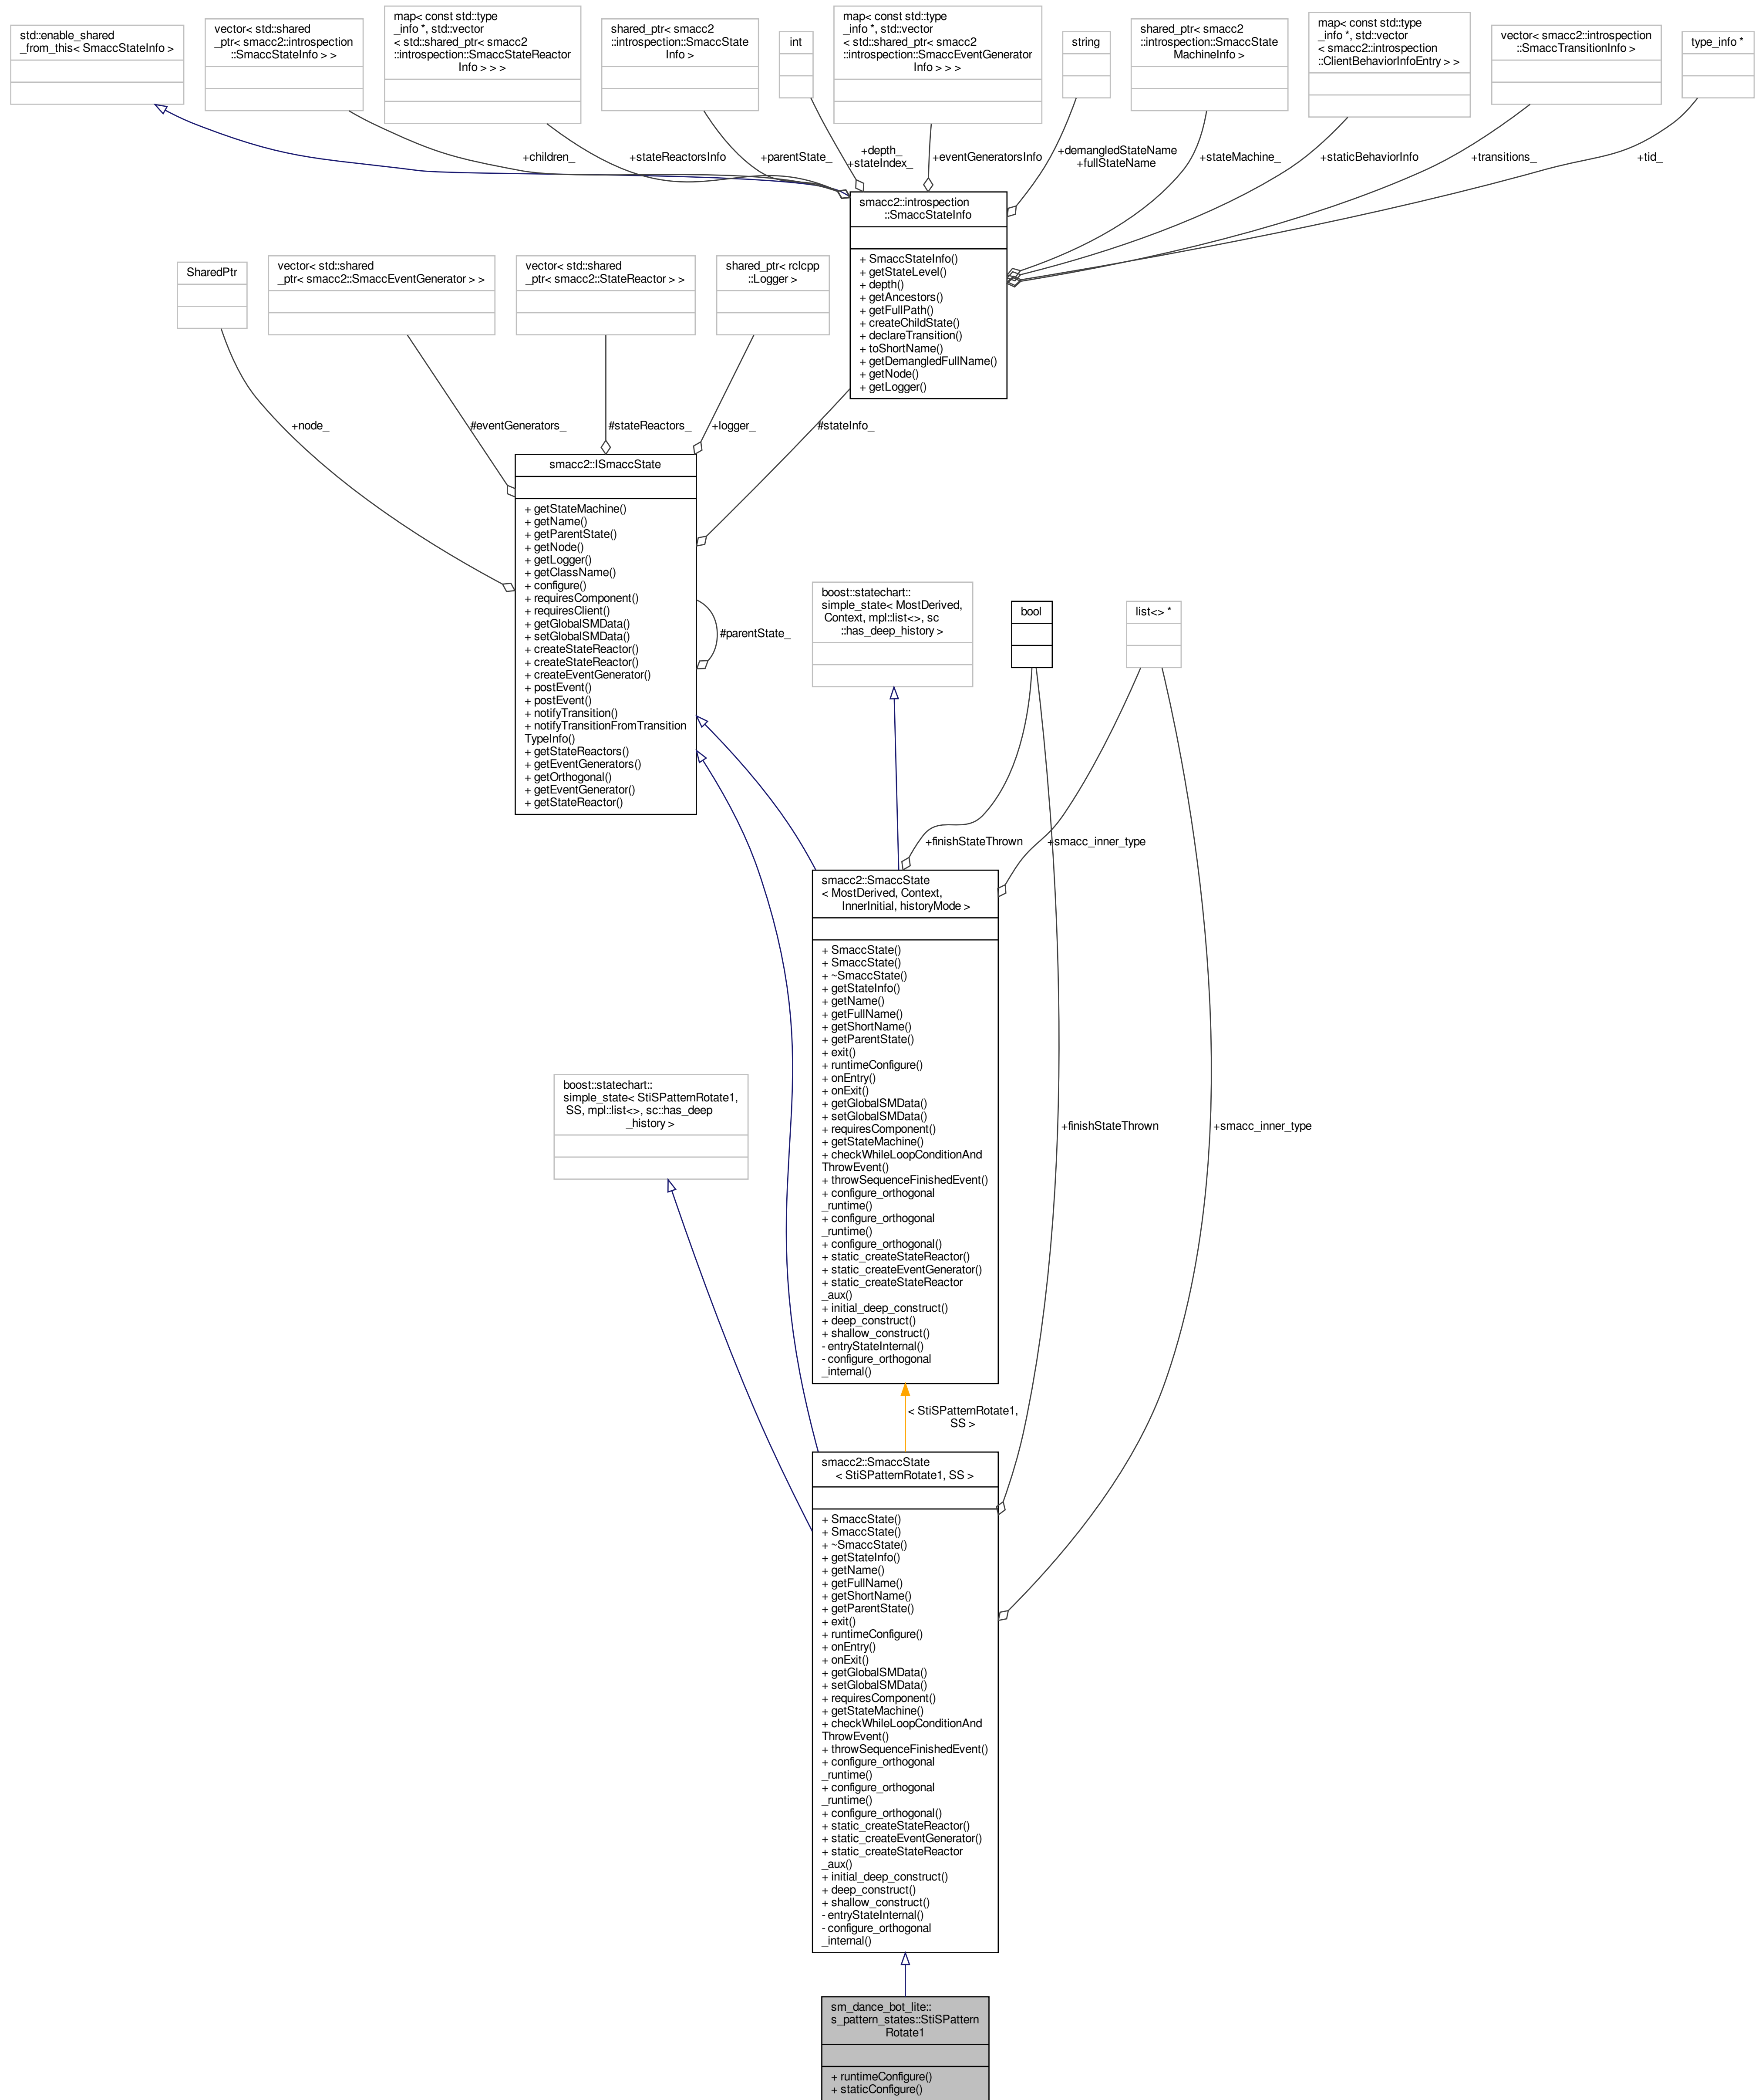 std::enable_shared
_from_this< SmaccStateInfo >
vector< std::shared
_ptr< smacc2::introspection
::SmaccStateInfo > >
map< const std::type
_info *, std::vector
< std::shared_ptr< smacc2
::introspection::SmaccStateReactor
Info > > >
shared_ptr< smacc2
::introspection::SmaccState
Info >
int
map< const std::type
_info *, std::vector
< std::shared_ptr< smacc2
::introspection::SmaccEventGenerator
Info > > >
string
shared_ptr< smacc2
::introspection::SmaccState
MachineInfo >
map< const std::type
_info *, std::vector
< smacc2::introspection
::ClientBehaviorInfoEntry > >
vector< smacc2::introspection
::SmaccTransitionInfo >
type_info *
+children_
+stateReactorsInfo
+parentState_
+depth_
+stateIndex_
+eventGeneratorsInfo
+demangledStateName
+fullStateName
+stateMachine_
+staticBehaviorInfo
+transitions_
+tid_
smacc2::introspection
::SmaccStateInfo
+ SmaccStateInfo()
+ getStateLevel()
+ depth()
+ getAncestors()
+ getFullPath()
+ createChildState()
+ declareTransition()
+ toShortName()
+ getDemangledFullName()
+ getNode()
+ getLogger()
SharedPtr
vector< std::shared
_ptr< smacc2::SmaccEventGenerator > >
vector< std::shared
_ptr< smacc2::StateReactor > >
shared_ptr< rclcpp
::Logger >
+node_
#eventGenerators_
#stateReactors_
+logger_
#stateInfo_
smacc2::ISmaccState
+ getStateMachine()
+ getName()
+ getParentState()
+ getNode()
+ getLogger()
+ getClassName()
+ configure()
+ requiresComponent()
+ requiresClient()
+ getGlobalSMData()
+ setGlobalSMData()
+ createStateReactor()
+ createStateReactor()
+ createEventGenerator()
+ postEvent()
+ postEvent()
+ notifyTransition()
+ notifyTransitionFromTransition
TypeInfo()
+ getStateReactors()
+ getEventGenerators()
+ getOrthogonal()
+ getEventGenerator()
+ getStateReactor()
#parentState_
boost::statechart::
simple_state< MostDerived,
Context, mpl::list<>, sc
::has_deep_history >
bool
list<> *
+finishStateThrown
+smacc_inner_type
smacc2::SmaccState
< MostDerived, Context,
InnerInitial, historyMode >
+ SmaccState()
+ SmaccState()
+ ~SmaccState()
+ getStateInfo()
+ getName()
+ getFullName()
+ getShortName()
+ getParentState()
+ exit()
+ runtimeConfigure()
+ onEntry()
+ onExit()
+ getGlobalSMData()
+ setGlobalSMData()
+ requiresComponent()
+ getStateMachine()
+ checkWhileLoopConditionAnd
ThrowEvent()
+ throwSequenceFinishedEvent()
+ configure_orthogonal
_runtime()
+ configure_orthogonal
_runtime()
+ configure_orthogonal()
+ static_createStateReactor()
+ static_createEventGenerator()
+ static_createStateReactor
_aux()
+ initial_deep_construct()
+ deep_construct()
+ shallow_construct()
- entryStateInternal()
- configure_orthogonal
_internal()
boost::statechart::
simple_state< StiSPatternRotate1,
SS, mpl::list<>, sc::has_deep
_history >
+finishStateThrown
+smacc_inner_type
< StiSPatternRotate1,
SS >
smacc2::SmaccState
< StiSPatternRotate1, SS >
+ SmaccState()
+ SmaccState()
+ ~SmaccState()
+ getStateInfo()
+ getName()
+ getFullName()
+ getShortName()
+ getParentState()
+ exit()
+ runtimeConfigure()
+ onEntry()
+ onExit()
+ getGlobalSMData()
+ setGlobalSMData()
+ requiresComponent()
+ getStateMachine()
+ checkWhileLoopConditionAnd
ThrowEvent()
+ throwSequenceFinishedEvent()
+ configure_orthogonal
_runtime()
+ configure_orthogonal
_runtime()
+ configure_orthogonal()
+ static_createStateReactor()
+ static_createEventGenerator()
+ static_createStateReactor
_aux()
+ initial_deep_construct()
+ deep_construct()
+ shallow_construct()
- entryStateInternal()
- configure_orthogonal
_internal()
sm_dance_bot_lite::
s_pattern_states::StiSPattern
Rotate1
+ runtimeConfigure()
+ staticConfigure()